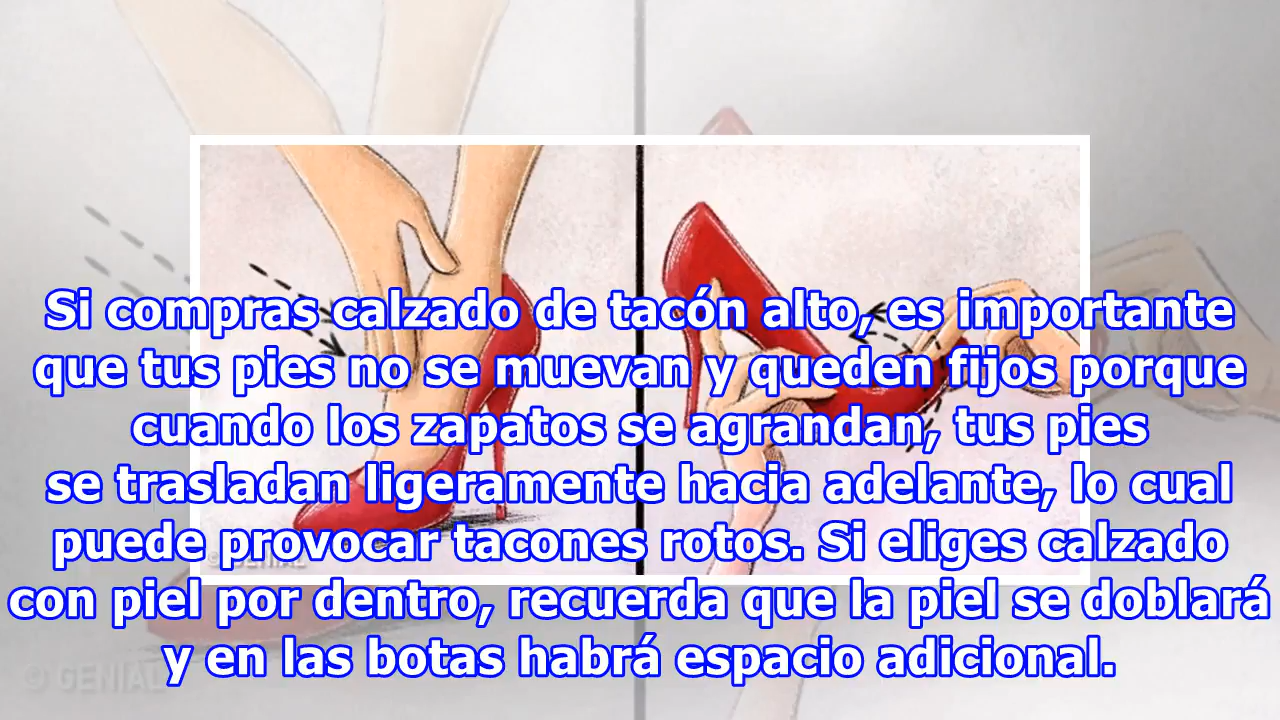 Si compras calzado de tacón alto, es importante
que tus pies no se muevan y queden fijos porque
cuando los zapatos se agrandan, tus pies
se trasladan ligeramente hacia adelante, lo cual
puede provocar tacones rotos. Si eliges calzado
con piel por dentro, recuerda que la piel se doblará
y en las botas habrá espacio adicional.
© GENIAL
© GENIAL